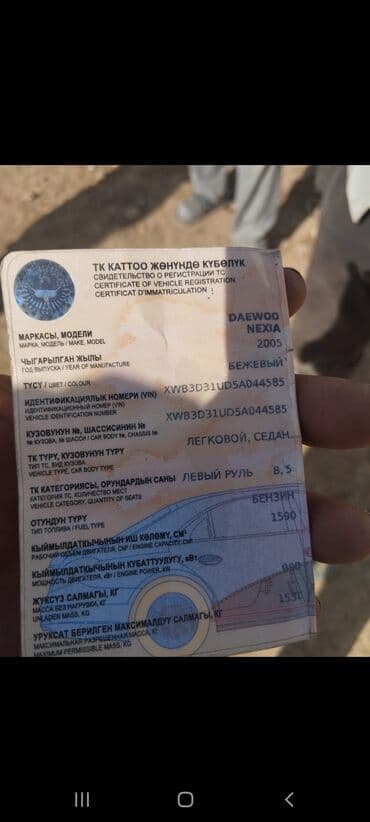 ТК КАТТОО ЖӨНҮНДӨ КҮБӨЛҮК
СВИДЕТЕЛЬСТВО О РЕГИСТРАЦИИ ТС
CERTIFICATE OF VEHICLE REGISTRATION
CERTIFICAT D'IMMATRICULATION
МАРКАСЫ, МОДЕЛИ
МАРКА, МОДЕЛЬ / MAKE, MODEL
DAEWOO
NEXIA
ЧЫГАРЫЛГАН ЖЫЛЫ
ГОД ВЫПУСКА / YEAR OF MANUFACTURE
2005
ТҮСҮ / ЦВЕТ / COLOUR
БЕЖЕВЫЙ
ИДЕНТИФИКАЦИЯЛЫК НОМЕРИ (VIN)
ИДЕНТИФИКАЦИОННЫЙ НОМЕР (VIN)
VEHICLE IDENTIFICATION NUMBER
XWB3D31UD5A044585
КУЗОВУНУН №, ШАССИСИНИН №
№ КУЗОВА, № ШАССИ / CAR BODY №, CHASSIS №
XWB3D31UD5A044585
ТК ТҮРҮ, КУЗОВУНУН ТҮРҮ
ТИП ТС, ВИД КУЗОВА
VEHICLE TYPE, CAR BODY TYPE
ЛЕГКОВОЙ, СЕДАН,
ТК КАТЕГОРИЯСЫ, ОРУНДАРДЫН САНЫ
КАТЕГОРИЯ ТС, КОЛИЧЕСТВО МЕСТ
VEHICLE CATEGORY, QUANTITY OF SEATS
ЛЕВЫЙ РУЛЬ B, 5
ОТУНДУН ТҮРҮ
ТИП ТОПЛИВА / FUEL TYPE
БЕНЗИН
КЫЙМЫЛДАТКЫЧЫНЫН ИШ КӨЛӨМҮ, СМ³
РАБОЧИЙ ОБЪЕМ ДВИГАТЕЛЯ, СМ³ / ENGINE CAPACITY, CM³
1590
КЫЙМЫЛДАТКЫЧЫНЫН КУБАТТУУЛУГУ, кВт
МОЩНОСТЬ ДВИГАТЕЛЯ, кВт / ENGINE POWER, KW
ЖҮКСҮЗ САЛМАГЫ, КГ
МАССА БЕЗ НАГРУЗКИ, КГ
UNLADEN MASS, KG
УРУКСАТ БЕРИЛГЕН МАКСИМАЛДУУ САЛМАГЫ, КГ
МАКСИМАЛЬНАЯ РАЗРЕШЕННАЯ МАССА, КГ
MAXIMUM PERMISSIBLE MASS, KG